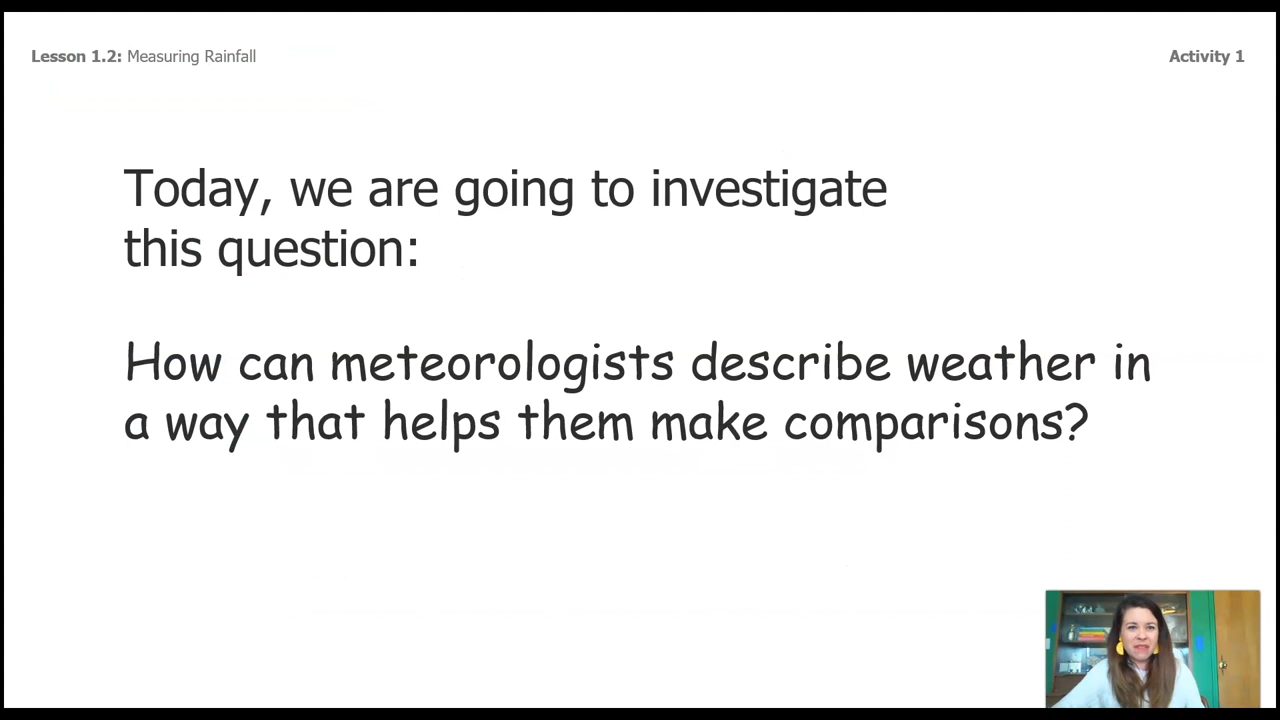 Lesson 1.2: Measuring Rainfall
Activity 1
Today, we are going to investigate
this question:
How can meteorologists describe weather in
a way that helps them make comparisons?